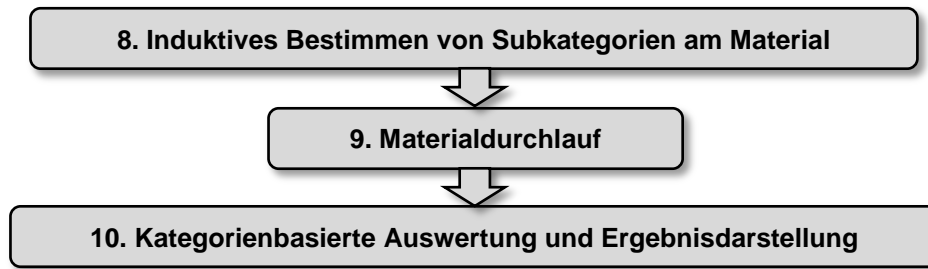 8. Induktives Bestimmen von Subkategorien am Material
9. Materialdurchlauf
10. Kategorienbasierte Auswertung und Ergebnisdarstellung